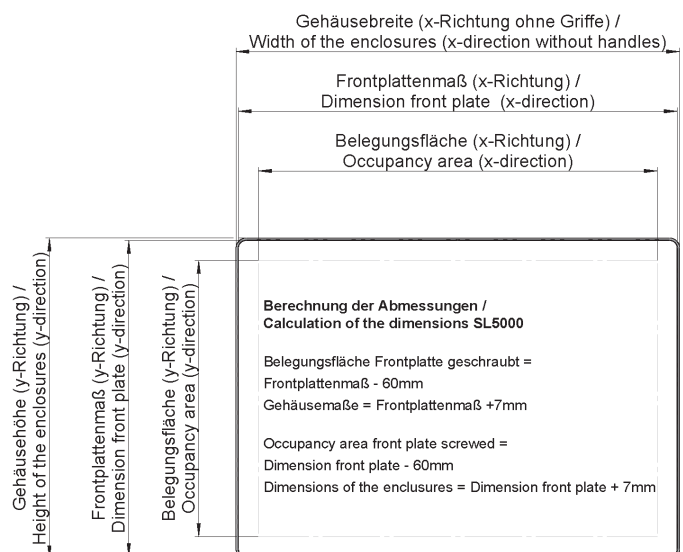 Gehäusebreite (x-Richtung ohne Griffe) /
Width of the enclosures (x-direction without handles)
Frontplattenmaß (x-Richtung) /
Dimension front plate (x-direction)
Belegungsfläche (x-Richtung) /
Occupancy area (x-direction)
Gehäusehöhe (y-Richtung) /
Height of the enclosures (y-direction)
Frontplattenmaß (y-Richtung) /
Dimension front plate (y-direction)
Belegungsfläche (y-Richtung) /
Occupancy area (y-direction)
Berechnung der Abmessungen /
Calculation of the dimensions SL5000
Belegungsfläche Frontplatte geschraubt =
Frontplattenmaß - 60mm
Gehäusemaße = Frontplattenmaß +7mm
Occupancy area front plate screwed =
Dimension front plate - 60mm
Dimensions of the enclusures = Dimension front plate + 7mm